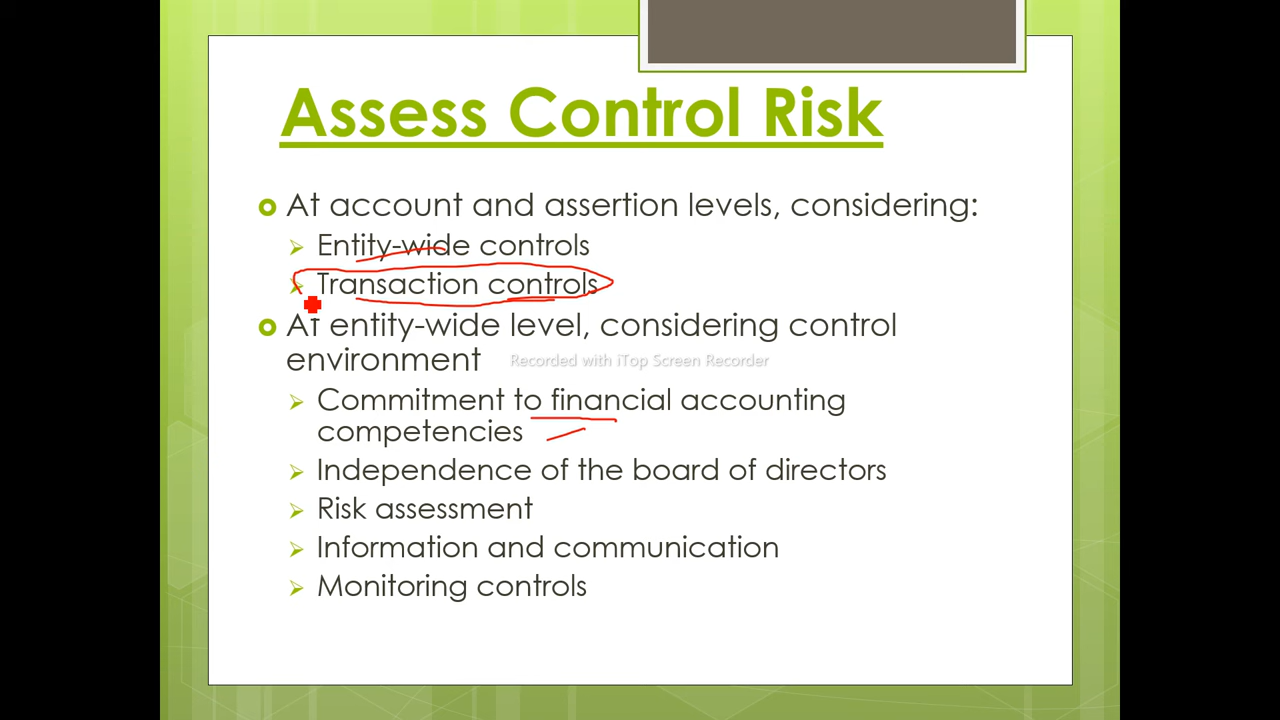 Assess Control Risk
At account and assertion levels, considering:
Entity-wide controls
Transaction controls
At entity-wide level, considering control
environment
Recorded with iTop Screen Recorder
Commitment to financial accounting
competencies
Independence of the board of directors
Risk assessment
Information and communication
Monitoring controls